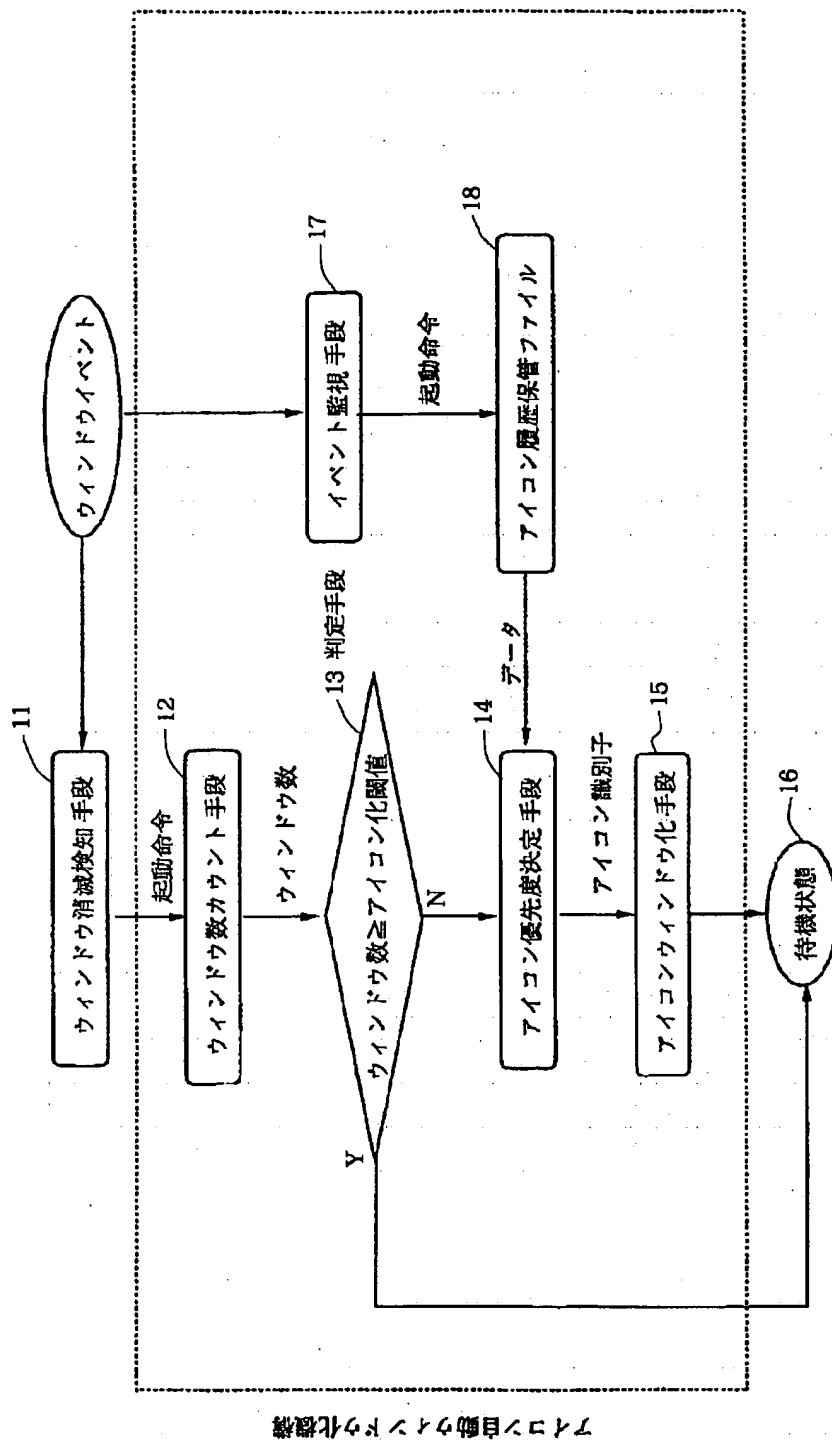 アイコン自動ウィンドウ化機構
ウィンドウイベント
11
ウィンドウ消滅検知手段
起動命令
12
ウィンドウ数カウント手段
ウィンドウ数
13 判定手段
ウィンドウ数≧アイコン化閾値
Y
N
14
アイコン優先度決定手段
アイコン識別子
15
アイコンウィンドウ化手段
16
待機状態
17
イベント監視手段
起動命令
18
アイコン履歴保管ファイル
データ